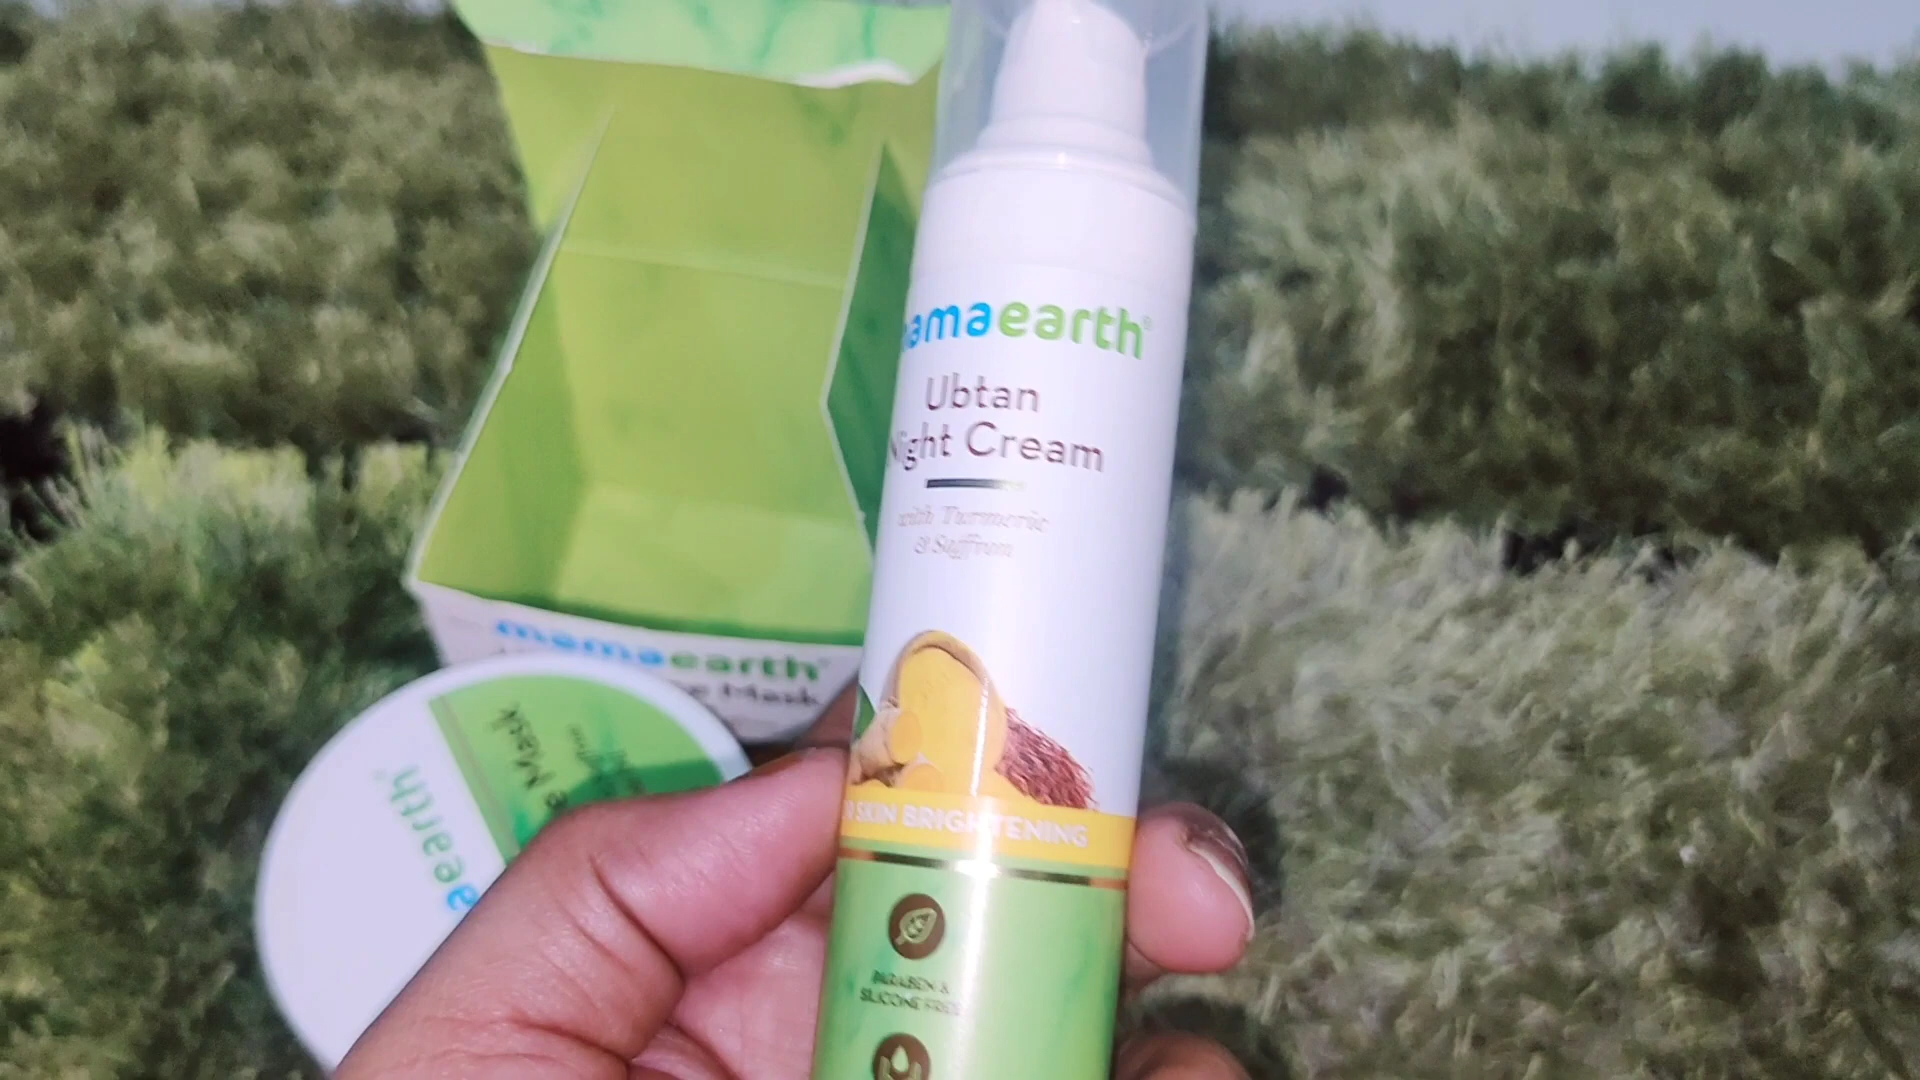 mamaearth
Ubtan
Night Cream
with Turmeric
& Saffron
SKIN BRIGHTENING
PARABEN &
SILICONE FREE
mamaearth
Mask
earth
Mask